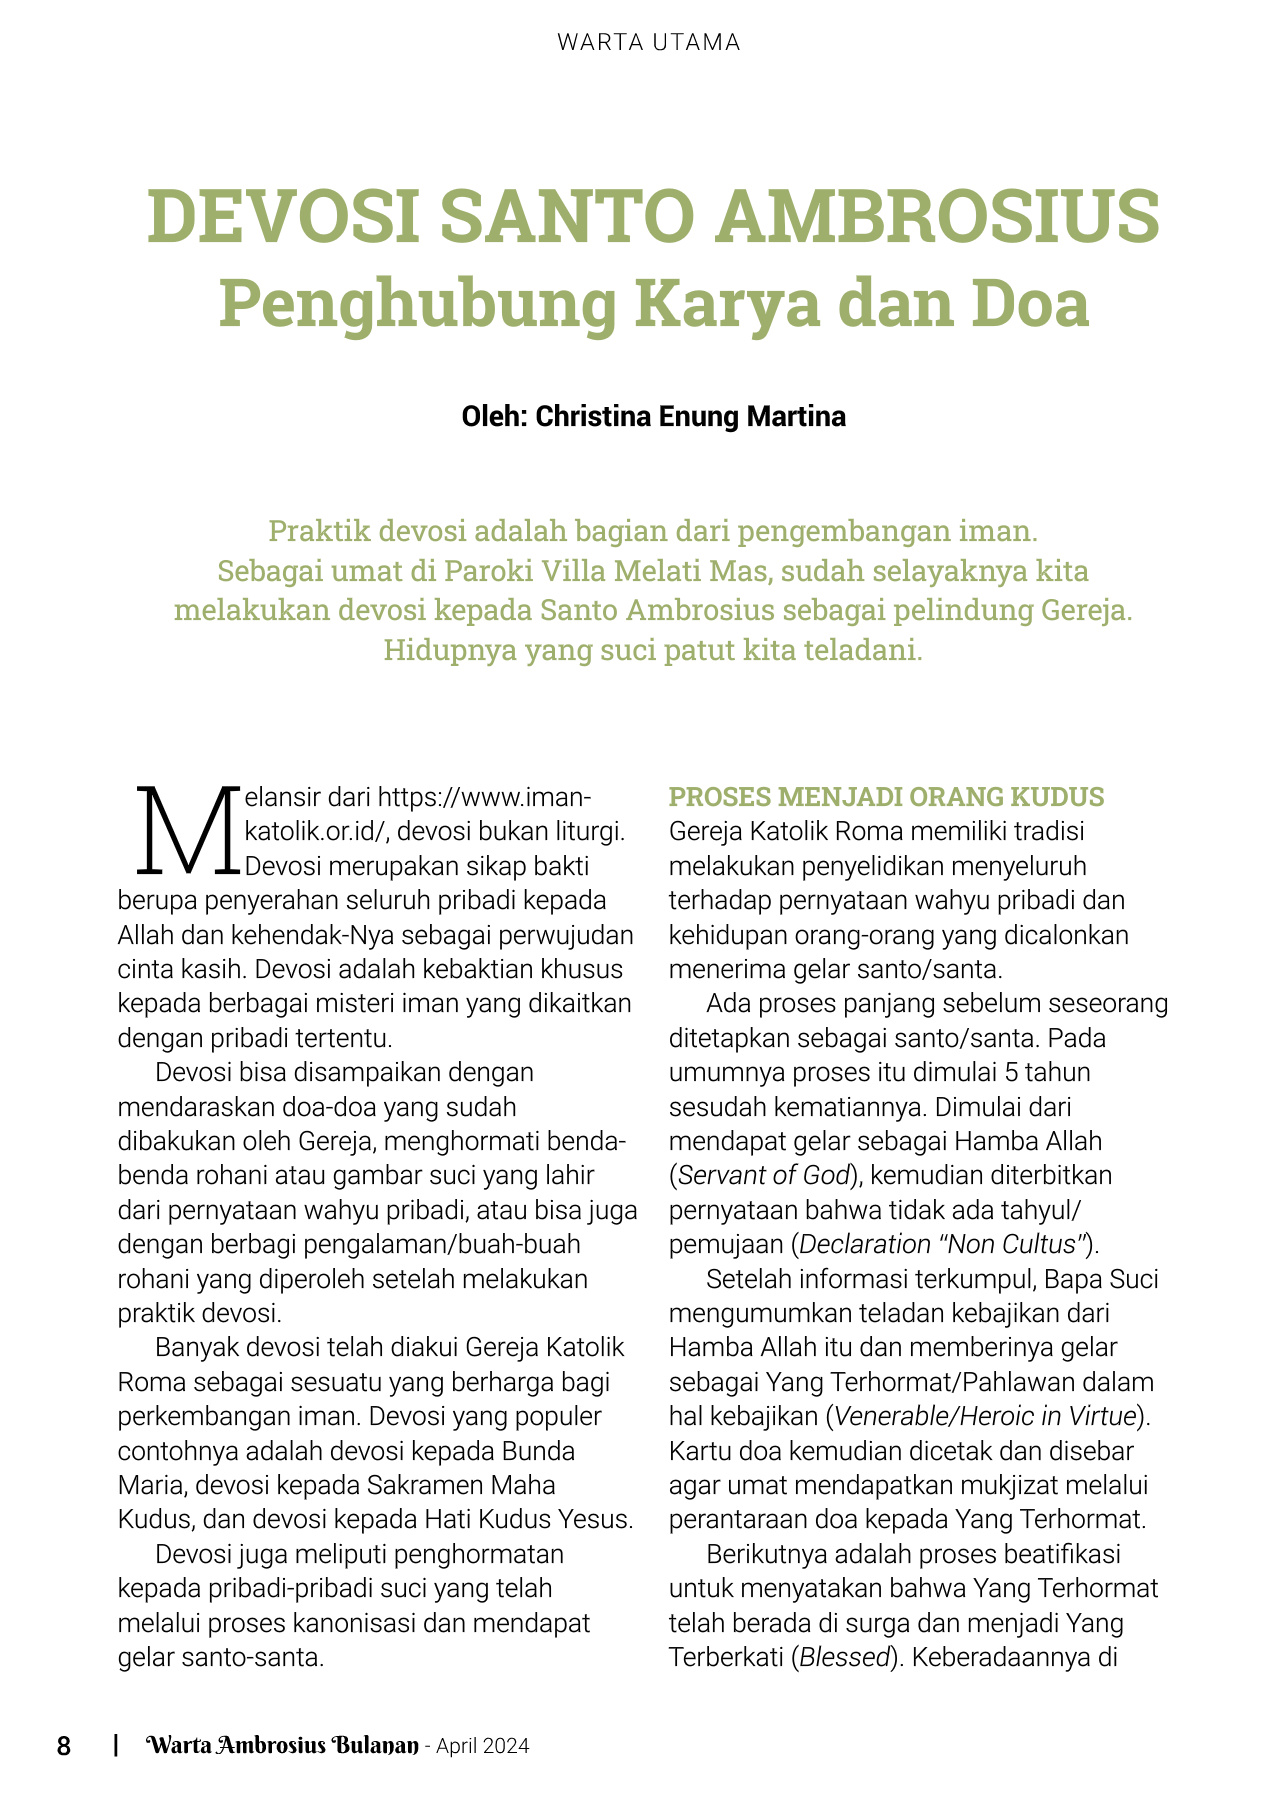 WARTA UTAMA
DEVOSI SANTO AMBROSIUS
Penghubung Karya dan Doa
Oleh: Christina Enung Martina
Praktik devosi adalah bagian dari pengembangan iman.
Sebagai umat di Paroki Villa Melati Mas, sudah selayaknya kita
melakukan devosi kepada Santo Ambrosius sebagai pelindung Gereja.
Hidupnya yang suci patut kita teladani.
Melansir dari https://www.iman-
katolik.or.id/, devosi bukan liturgi.
Devosi merupakan sikap bakti
berupa penyerahan seluruh pribadi kepada
Allah dan kehendak-Nya sebagai perwujudan
cinta kasih. Devosi adalah kebaktian khusus
kepada berbagai misteri iman yang dikaitkan
dengan pribadi tertentu.
Devosi bisa disampaikan dengan
mendaraskan doa-doa yang sudah
dibakukan oleh Gereja, menghormati benda-
benda rohani atau gambar suci yang lahir
dari pernyataan wahyu pribadi, atau bisa juga
dengan berbagi pengalaman/buah-buah
rohani yang diperoleh setelah melakukan
praktik devosi.
Banyak devosi telah diakui Gereja Katolik
Roma sebagai sesuatu yang berharga bagi
perkembangan iman. Devosi yang populer
contohnya adalah devosi kepada Bunda
Maria, devosi kepada Sakramen Maha
Kudus, dan devosi kepada Hati Kudus Yesus.
Devosi juga meliputi penghormatan
kepada pribadi-pribadi suci yang telah
melalui proses kanonisasi dan mendapat
gelar santo-santa.
PROSES MENJADI ORANG KUDUS
Gereja Katolik Roma memiliki tradisi
melakukan penyelidikan menyeluruh
terhadap pernyataan wahyu pribadi dan
kehidupan orang-orang yang dicalonkan
menerima gelar santo/santa.
Ada proses panjang sebelum seseorang
ditetapkan sebagai santo/santa. Pada
umumnya proses itu dimulai 5 tahun
sesudah kematiannya. Dimulai dari
mendapat gelar sebagai Hamba Allah
(Servant of God), kemudian diterbitkan
pernyataan bahwa tidak ada tahyul/
pemujaan (Declaration “Non Cultus”).
Setelah informasi terkumpul, Bapa Suci
mengumumkan teladan kebajikan dari
Hamba Allah itu dan memberinya gelar
sebagai Yang Terhormat/Pahlawan dalam
hal kebajikan (Venerable/Heroic in Virtue).
Kartu doa kemudian dicetak dan disebar
agar umat mendapatkan mukjizat melalui
perantaraan doa kepada Yang Terhormat.
Berikutnya adalah proses beatifikasi
untuk menyatakan bahwa Yang Terhormat
telah berada di surga dan menjadi Yang
Terberkati (Blessed). Keberadaannya di
8 | Warta Ambrosius Bulanan - April 2024